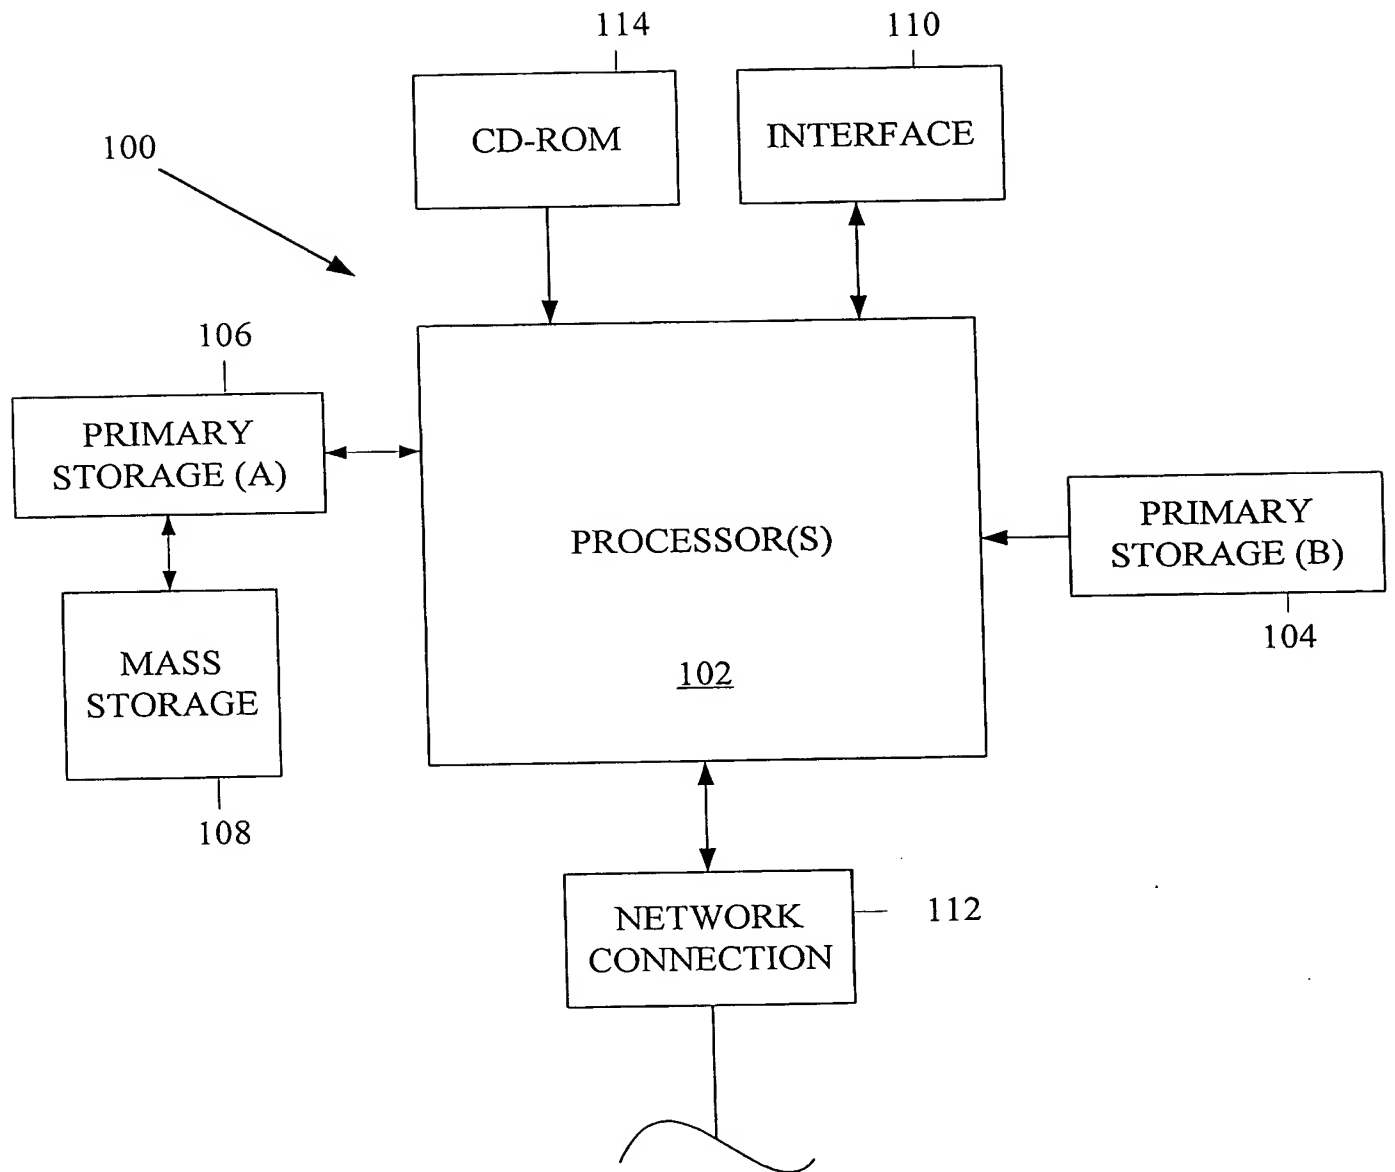 114
110
CD-ROM
INTERFACE
100
106
PRIMARY
STORAGE (A)
PROCESSOR(S)
102
PRIMARY
STORAGE (B)
104
MASS
STORAGE
108
NETWORK
CONNECTION
112